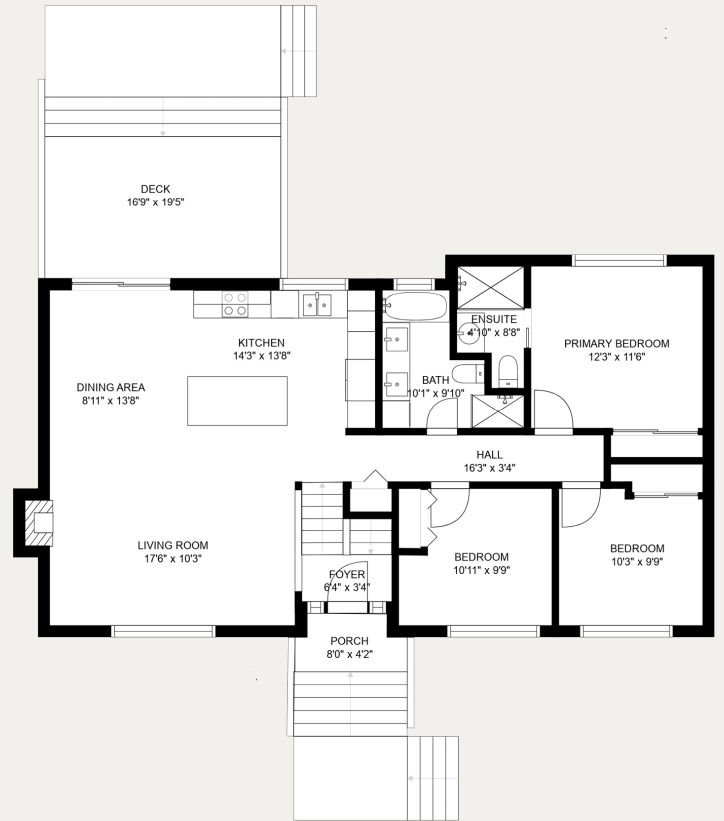 DECK
16'9" x 19'5"
KITCHEN
14'3" x 13'8"
ENSUITE
4'10" x 8'8"
PRIMARY BEDROOM
12'3" x 11'6"
DINING AREA
8'11" x 13'8"
BATH
10'1" x 9'10"
HALL
16'3" x 3'4"
LIVING ROOM
17'6" x 10'3"
FOYER
6'4" x 3'4"
BEDROOM
10'11" x 9'9"
BEDROOM
10'3" x 9'9"
PORCH
8'0" x 4'2"